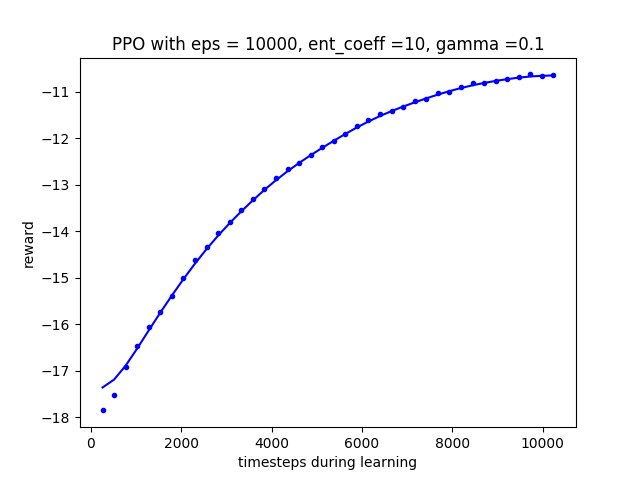 PPO with eps = 10000, ent_coeff =10, gamma =0.1
reward
−11
−12
−13
−14
−15
−16
−17
−18
0 2000 4000 6000 8000 10000
timesteps during learning